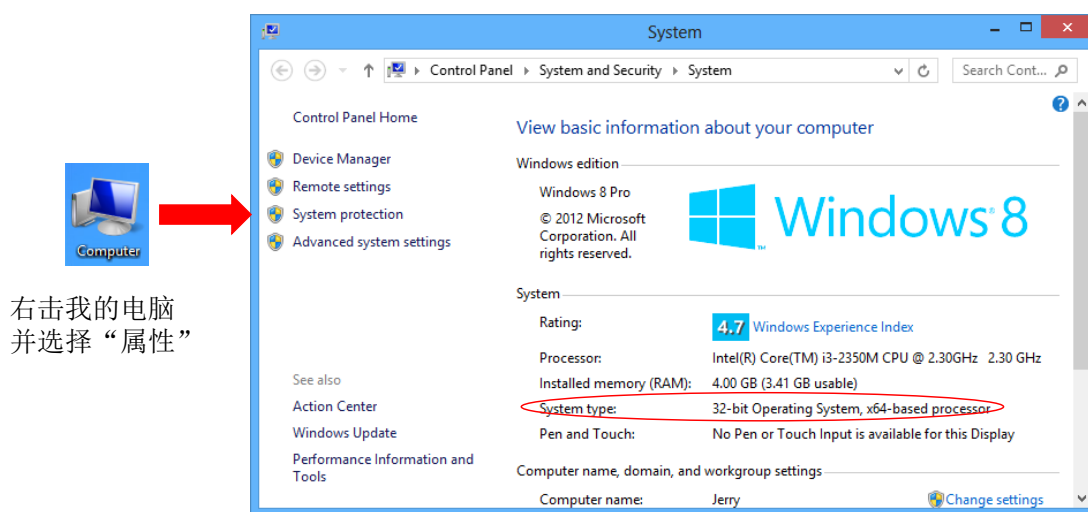 System
Control Panel System and Security System
Search Cont...
Control Panel Home
Device Manager
Remote settings
System protection
Advanced system settings
Computer
右击我的电脑
并选择“属性”
See also
Action Center
Windows Update
Performance Information and
Tools
View basic information about your computer
Windows edition
Windows 8 Pro
© 2012 Microsoft
Corporation. All
rights reserved.
Windows 8
System
Rating:
4.7 Windows Experience Index
Processor:
Intel(R) Core(TM) i3-2350M CPU @ 2.30GHz 2.30 GHz
Installed memory (RAM):
4.00 GB (3.41 GB usable)
System type:
32-bit Operating System, x64-based processor
Pen and Touch:
No Pen or Touch Input is available for this Display
Computer name, domain, and workgroup settings
Computer name:
Jerry
Change settings